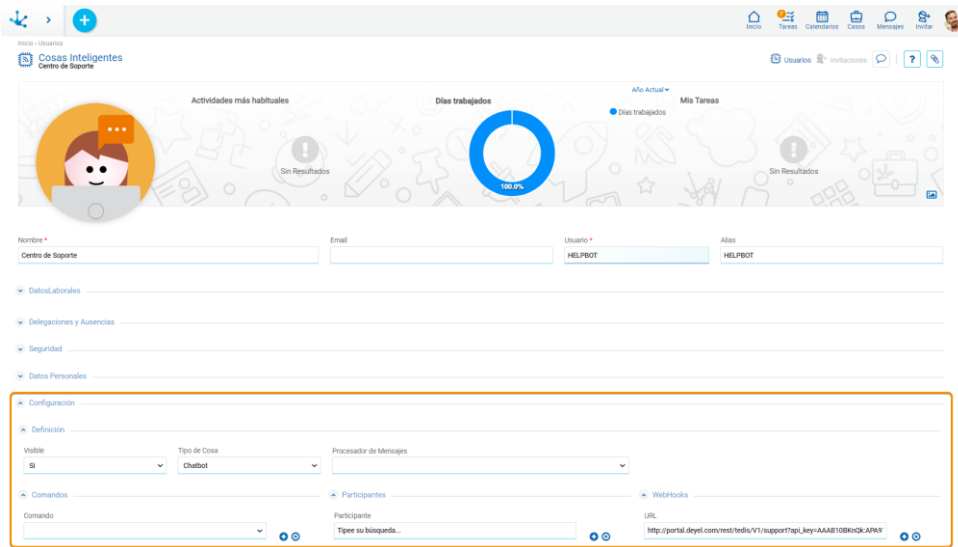 Inicio
Tareas
Calendarios
Casos
Mensajes
Invitar
Inicio › Usuarios
Cosas Inteligentes
Centro de Soporte
Usuarios
Invitaciones
?
Actividades más habituales
Sin Resultados
Días trabajados
100.0%
Año Actual
Días trabajados
Mis Tareas
Sin Resultados
Nombre *
Email
Usuario *
Alias
Centro de Soporte
HELPBOT
HELPBOT
DatosLaborales
Delegaciones y Ausencias
Seguridad
Datos Personales
Configuración
Definición
Visible
Tipo de Cosa
Procesador de Mensajes
Si
Chatbot
Comandos
Participantes
WebHooks
Comando
Participante
URL
Tipee su búsqueda...
http://portal.deyel.com/rest/tedis/V1/support?api_key=AAAB10BKnQk:APA9